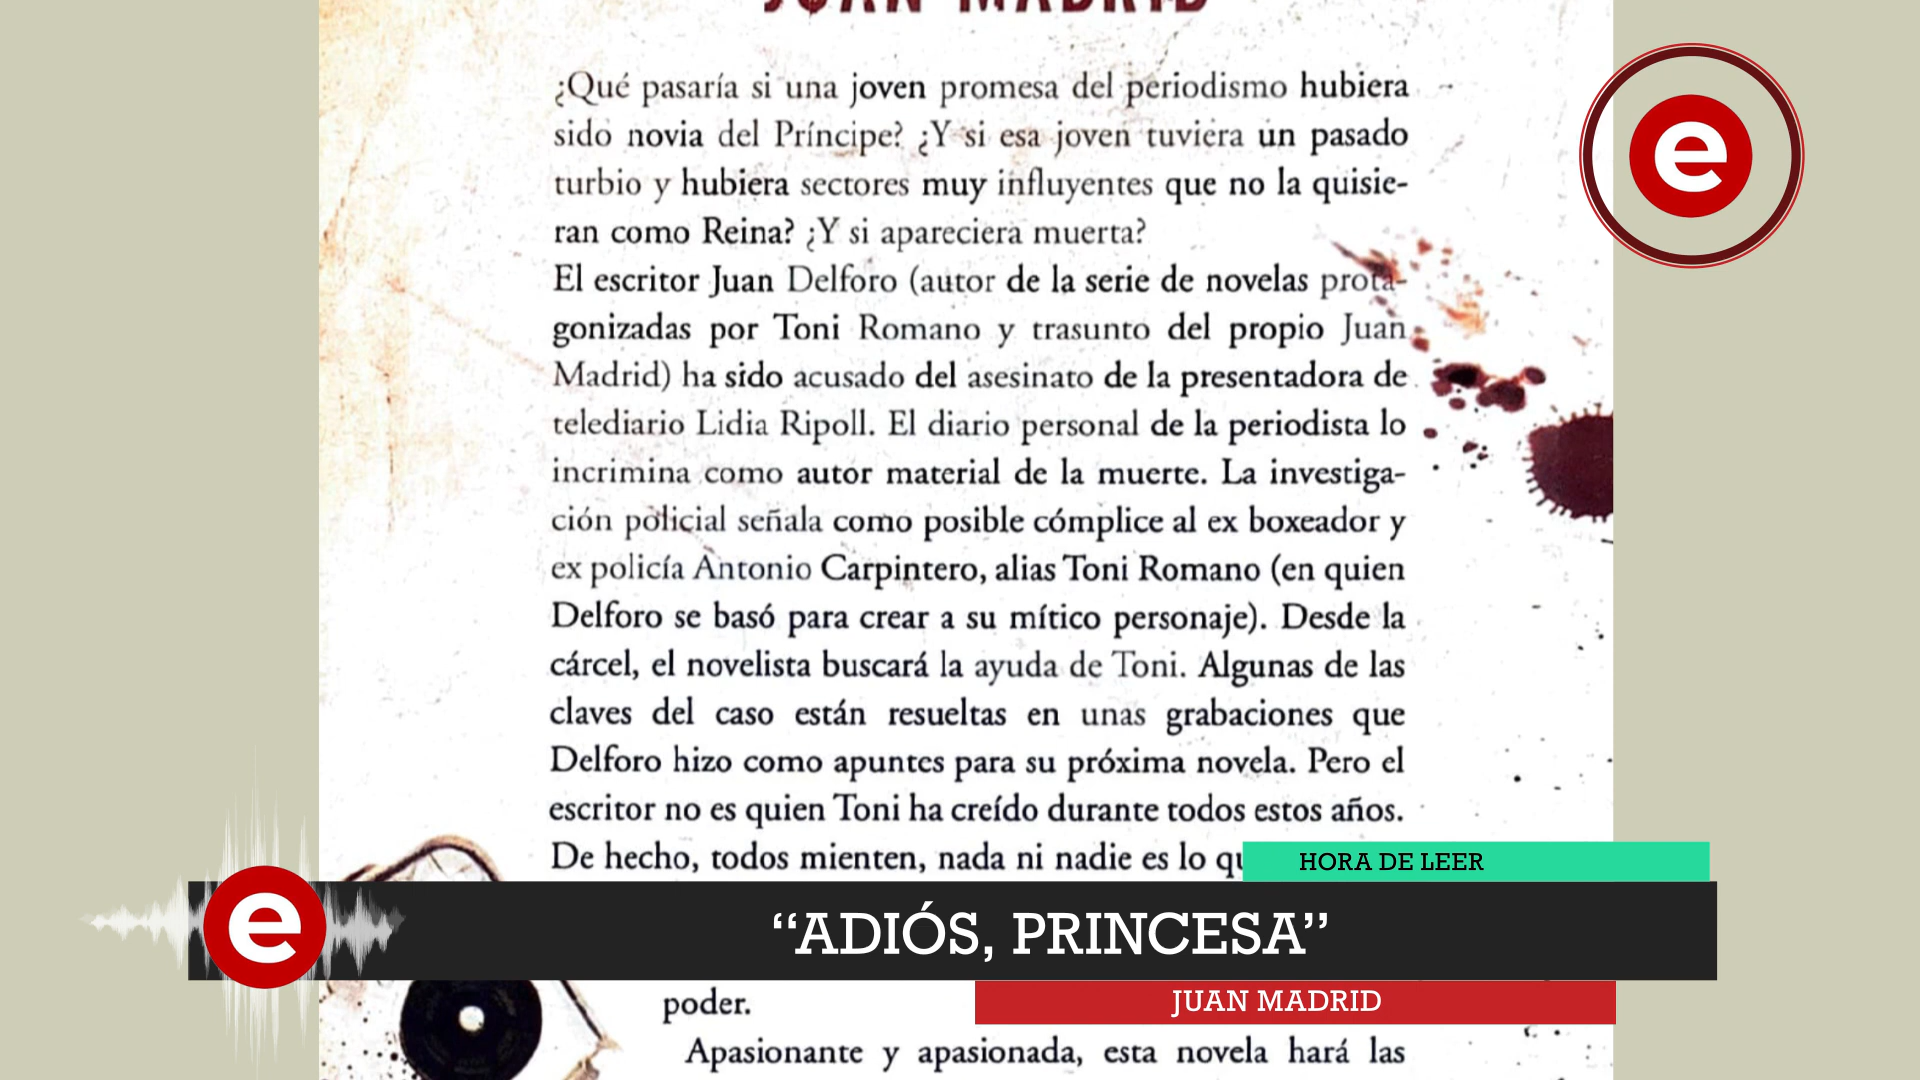 JUAN MADRID
¿Qué pasaría si una joven promesa del periodismo hubiera
sido novia del Príncipe? ¿Y si esa joven tuviera un pasado
turbio y hubiera sectores muy influyentes que no la quisie-
ran como Reina? ¿Y si apareciera muerta?
El escritor Juan Delforo (autor de la serie de novelas prota-
gonizadas por Toni Romano y trasunto del propio Juan
Madrid) ha sido acusado del asesinato de la presentadora de
telediario Lidia Ripoll. El diario personal de la periodista lo
incrimina como autor material de la muerte. La investiga-
ción policial señala como posible cómplice al ex boxeador y
ex policía Antonio Carpintero, alias Toni Romano (en quien
Delforo se basó para crear a su mítico personaje). Desde la
cárcel, el novelista buscará la ayuda de Toni. Algunas de las
claves del caso están resueltas en unas grabaciones que
Delforo hizo como apuntes para su próxima novela. Pero el
escritor no es quien Toni ha creído durante todos estos años.
De hecho, todos mienten, nada ni nadie es lo
HORA DE LEER
“ADIÓS, PRINCESA”
JUAN MADRID
poder.
Apasionante y apasionada, esta novela hará las
e
e